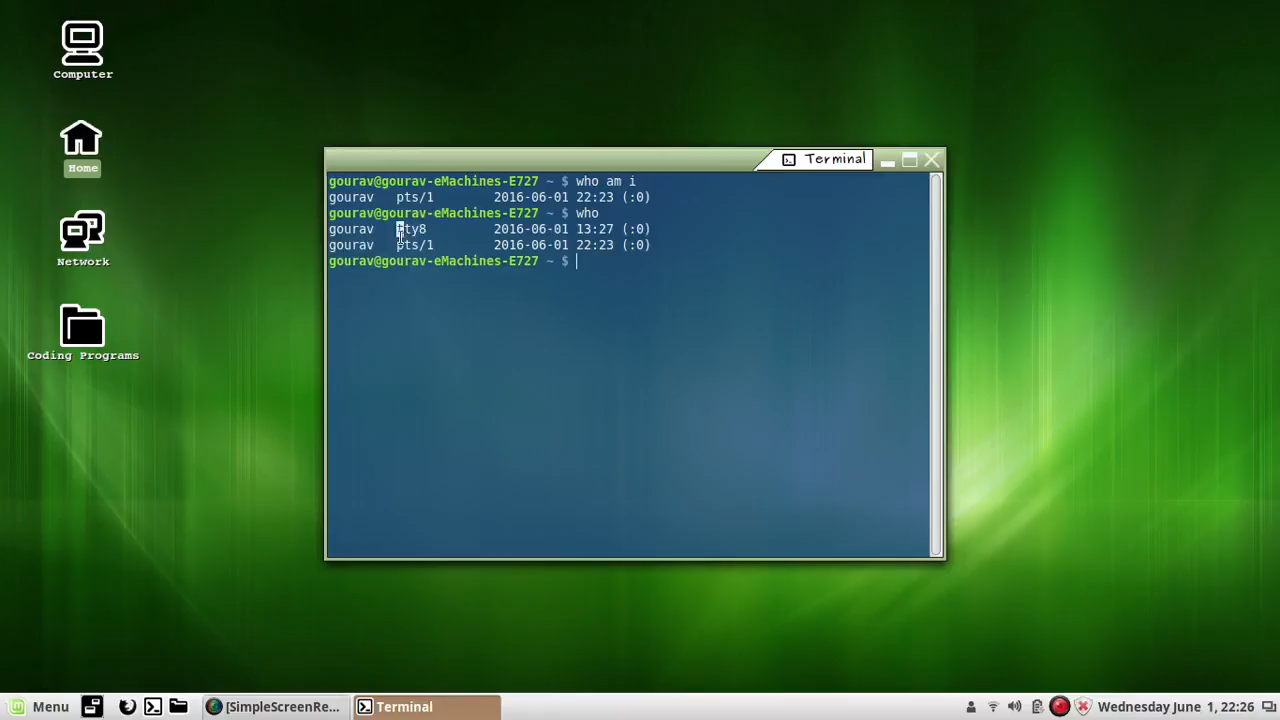 Computer
Home
Network
Coding Programs
Terminal
gourav@gourav-eMachines-E727 ~ $ who am i
gourav   pts/1        2016-06-01 22:23 (:0)
gourav@gourav-eMachines-E727 ~ $ who
gourav   tty8         2016-06-01 13:27 (:0)
gourav   pts/1        2016-06-01 22:23 (:0)
gourav@gourav-eMachines-E727 ~ $
Menu
[SimpleScreenRe...
Terminal
Wednesday June 1, 22:26